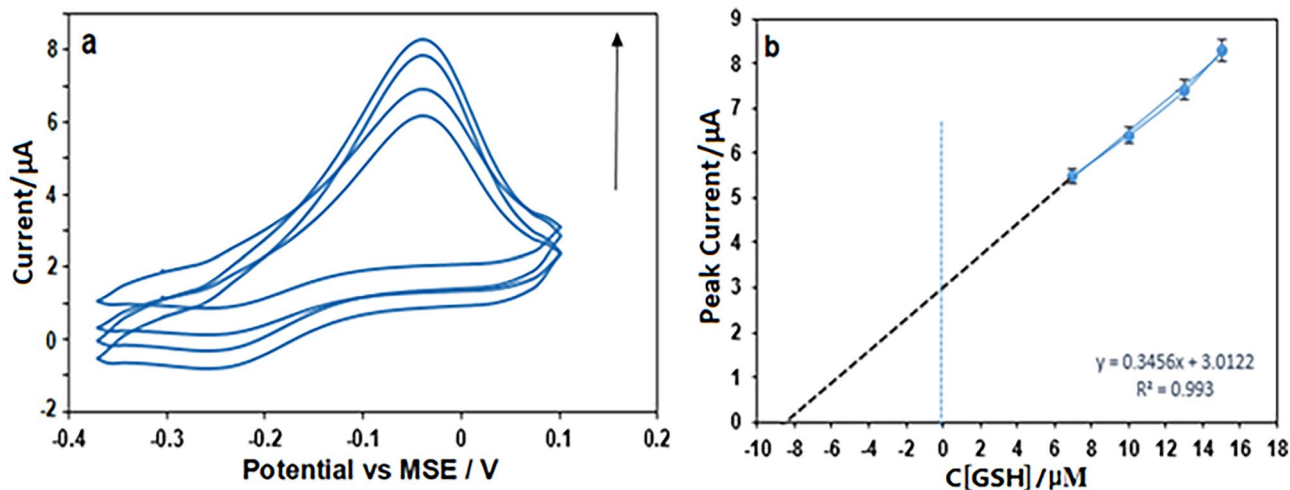 a
Current/µA
8
6
4
2
0
-2
-0.4 -0.3 -0.2 -0.1 0 0.1 0.2
Potential vs MSE / V
b
Peak Current/µA
9
8
7
6
5
4
3
2
1
0
y = 0.3456x + 3.0122
R² = 0.993
-10 -8 -6 -4 -2 0 2 4 6 8 10 12 14 16 18
C[GSH]/µM